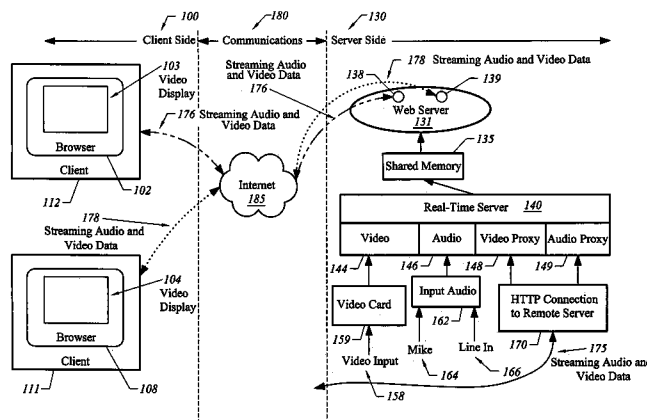 100
180
130
Client Side
Communications
Server Side
Streaming Audio
and Video Data
176
178
Streaming Audio and Video Data
138
139
Web Server
131
135
Shared Memory
103
Video
Display
176
Streaming Audio and
Video Data
Browser
Client
102
112
Internet
185
178
Streaming Audio and
Video Data
104
Video
Display
Browser
Client
111
108
Real-Time Server 140
Video
Audio
Video Proxy
Audio Proxy
144
146
148
149
Video Card
159
Input Audio
162
HTTP Connection
to Remote Server
170
Video Input
158
Mike
164
Line In
166
175
Streaming Audio
and Video Data